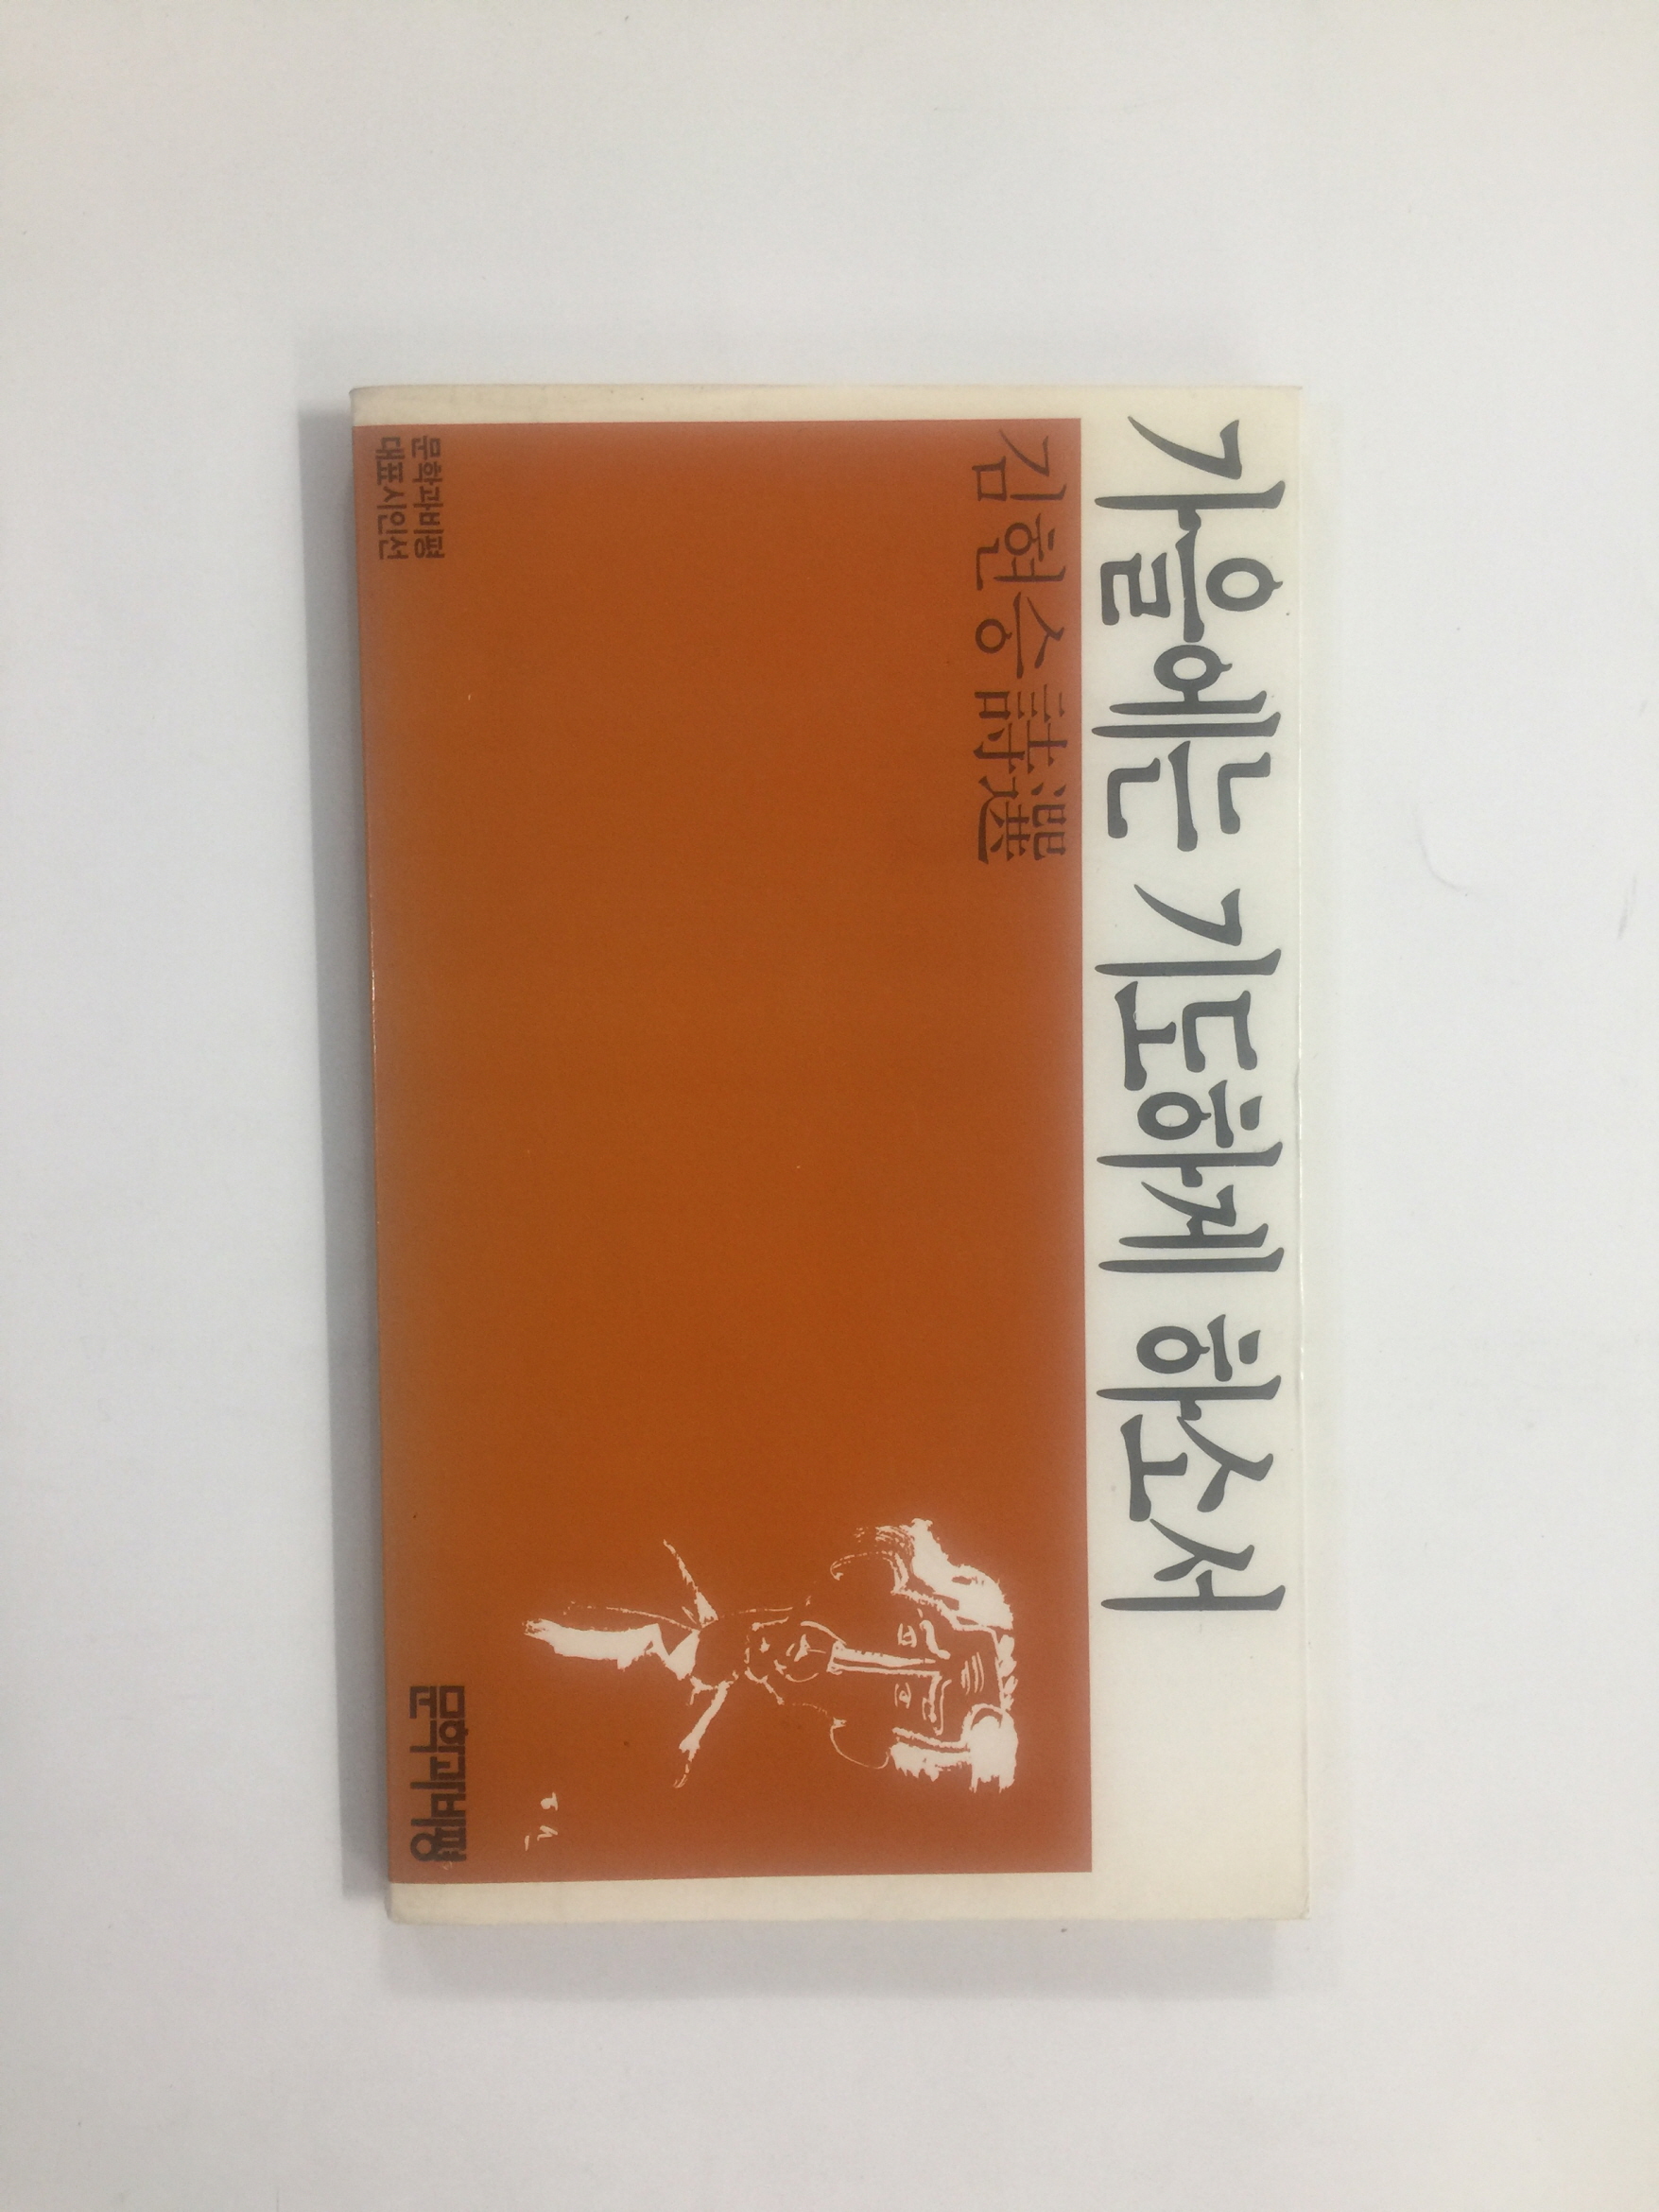 가을에는 기도하게 하소서
김현승 詩選
문학과비평
대표시인선
문학과비평